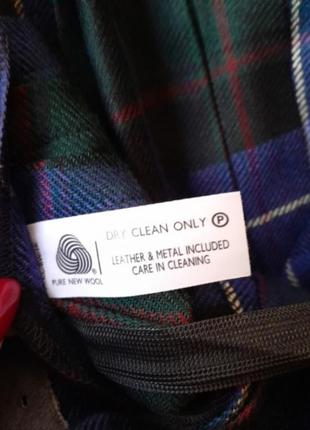 DRY CLEAN ONLY Ⓟ
LEATHER & METAL INCLUDED
CARE IN CLEANING
®
PURE NEW WOOL